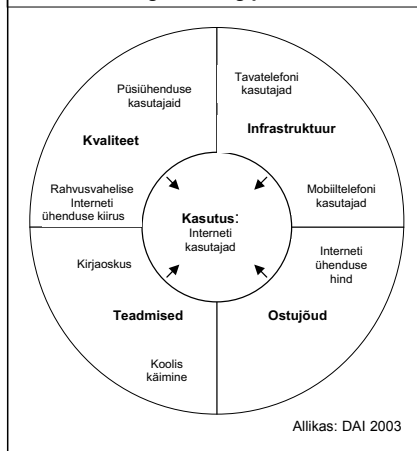 Püsiühenduse
kasutajaid
Kvaliteet
Rahvusvahelise
Interneti
ühenduse kiirus
Tavatelefoni
kasutajad
Infrastruktuur
Mobiiltelefoni
kasutajad
Kasutus:
Interneti
kasutajad
Kirjaoskus
Teadmised
Koolis
käimine
Interneti
ühenduse
hind
Ostujõud
Allikas: DAI 2003